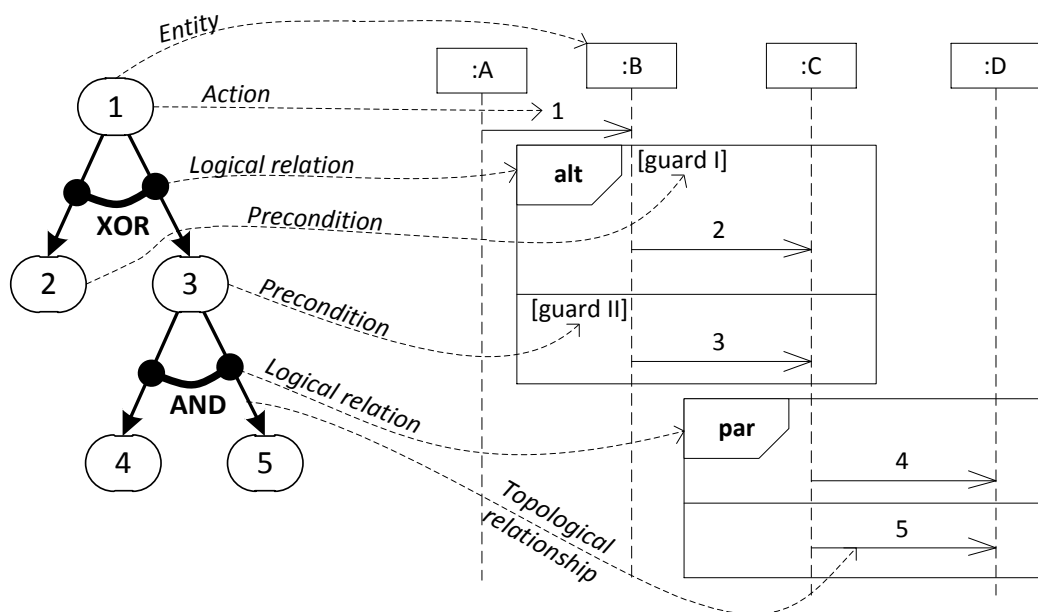 Entity
:A
:B
:C
:D
1
Action
1
Logical relation
alt
[guard I]
XOR
Precondition
2
2
3
Precondition
[guard II]
3
Logical relation
AND
par
4
5
4
Topological
relationship
5